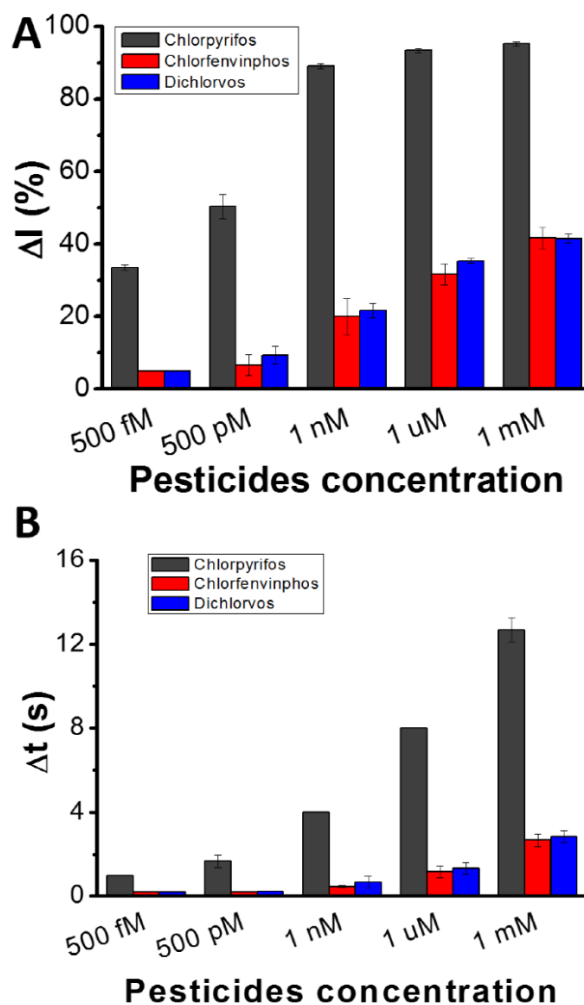 A
Chlorpyrifos
Chlorfenvinphos
Dichlorvos
ΔI (%)
100
80
60
40
20
0
500 fM
500 pM
1 nM
1 uM
1 mM
Pesticides concentration
B
Chlorpyrifos
Chlorfenvinphos
Dichlorvos
Δt (s)
16
12
8
4
0
500 fM
500 pM
1 nM
1 uM
1 mM
Pesticides concentration